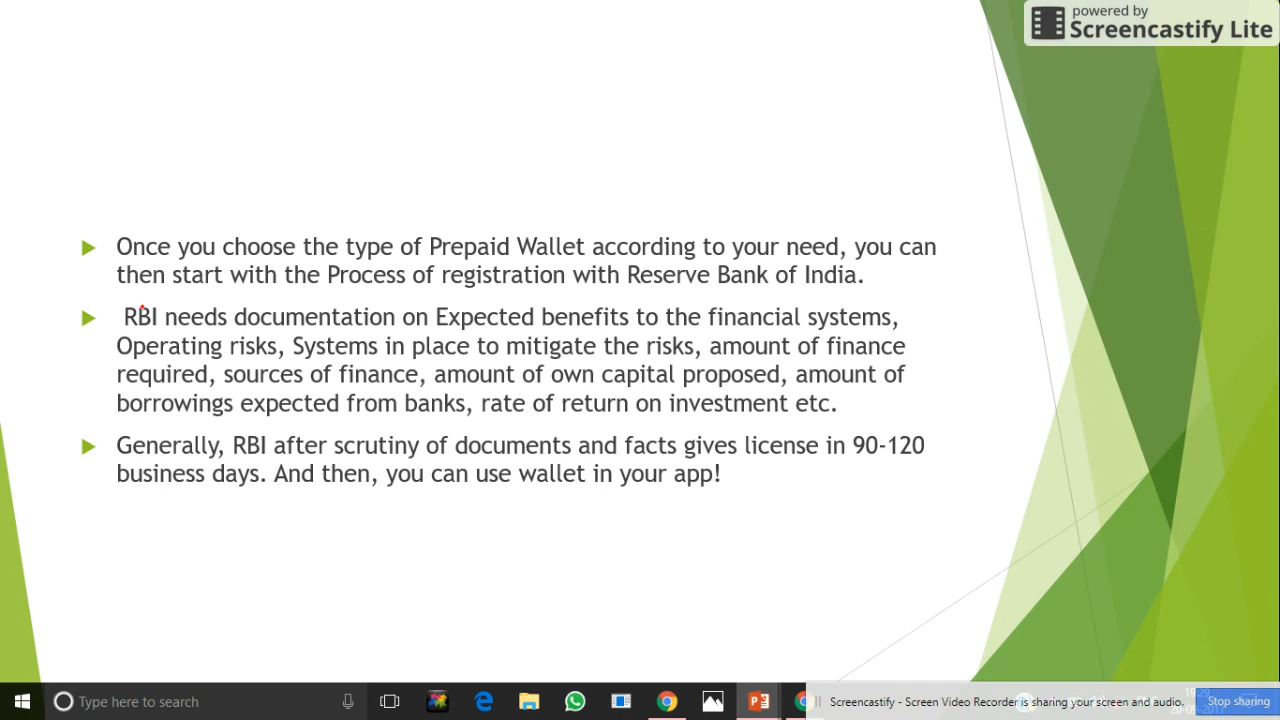 powered by
Screencastify Lite
Once you choose the type of Prepaid Wallet according to your need, you can
then start with the Process of registration with Reserve Bank of India.
RBI needs documentation on Expected benefits to the financial systems,
Operating risks, Systems in place to mitigate the risks, amount of finance
required, sources of finance, amount of own capital proposed, amount of
borrowings expected from banks, rate of return on investment etc.
Generally, RBI after scrutiny of documents and facts gives license in 90-120
business days. And then, you can use wallet in your app!
Type here to search
Screencastify - Screen Video Recorder is sharing your screen and audio.
Stop sharing